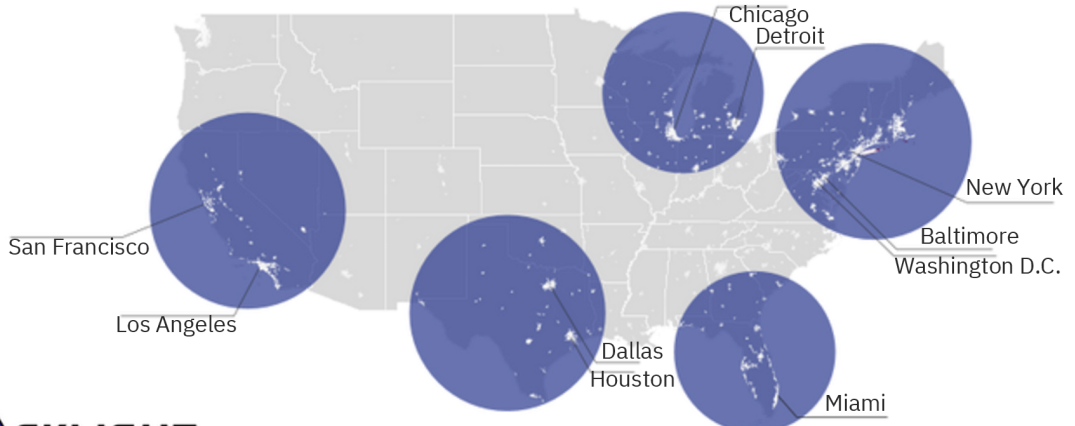 Chicago
Detroit
New York
Baltimore
Washington D.C.
San Francisco
Los Angeles
Dallas
Houston
Miami